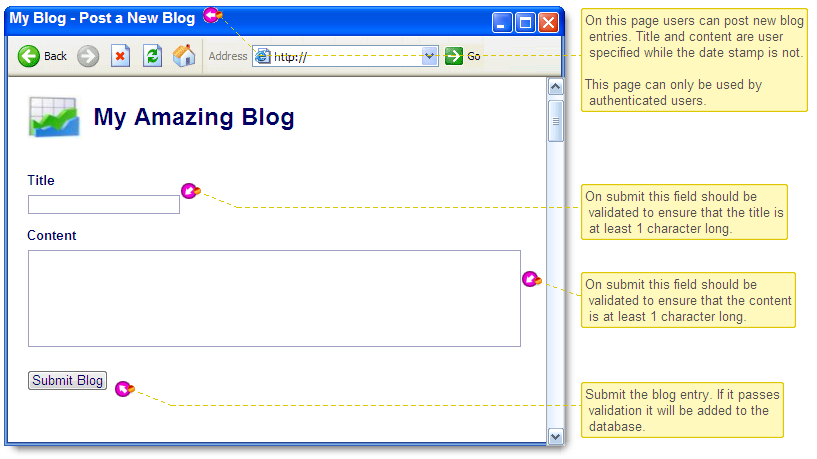 My Blog - Post a New Blog
Back
Address
http://
Go
My Amazing Blog
Title
Content
Submit Blog
On this page users can post new blog
entries. Title and content are user
specified while the date stamp is not.
This page can only be used by
authenticated users.
On submit this field should be
validated to ensure that the title is
at least 1 character long.
On submit this field should be
validated to ensure that the content
is at least 1 character long.
Submit the blog entry. If it passes
validation it will be added to the
database.